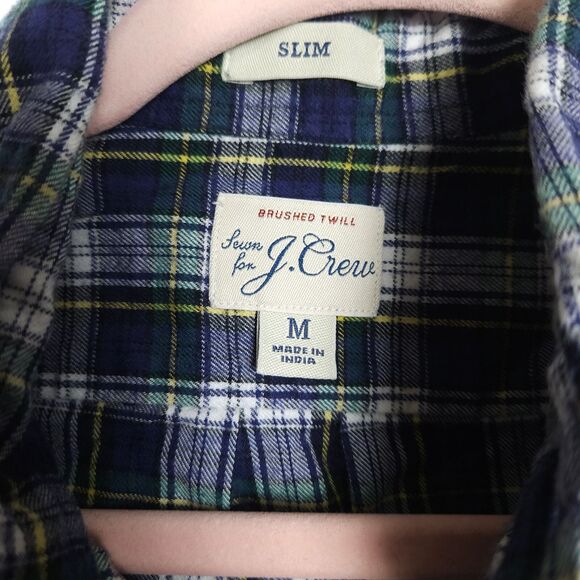 SLIM
BRUSHED TWILL
Sewn for J.Crew
M
MADE IN
INDIA